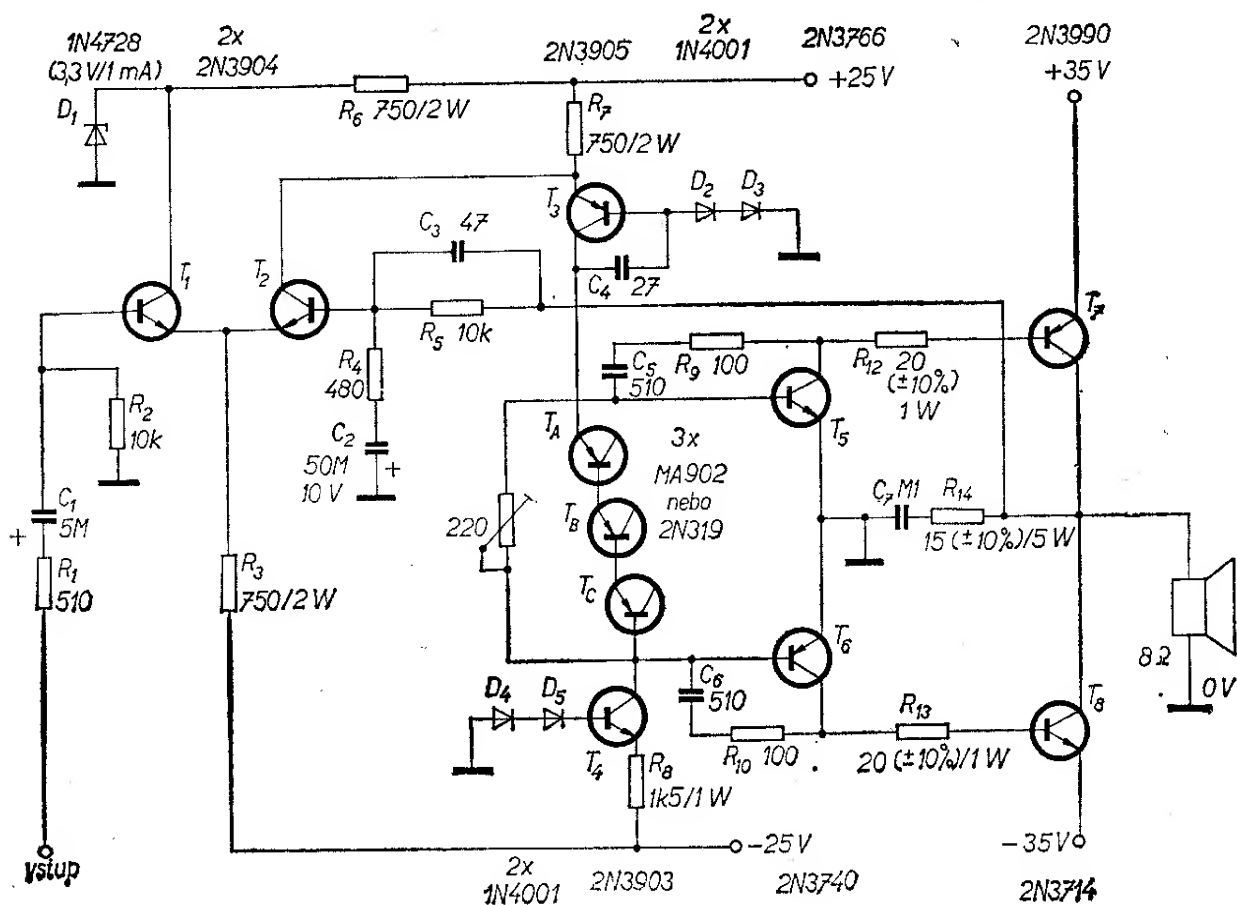 1N4728
(3,3 V/1 mA)
2x
2N3904
2N3905
2x
1N4001
2N3766
2N3990
+25 V
+35 V
D1
R6 750/2 W
R7
750/2 W
T3
D2
D3
C3 47
C4 27
T1
T2
R5 10k
R4
480
C2
50M
10 V
+
R2
10k
C1
5M
+
R1
510
R3
750/2 W
C5
510
R9 100
R12 20
(±10%)
1 W
T7
T5
TA
TB
TC
3x
MA902
nebo
2N319
220
C7 M1
R14
15 (±10%)/5 W
T6
C6
510
8Ω
0 V
D4
D5
T4
R8
1k5/1 W
R10 100
R13
20 (±10%)/1 W
T8
vstup
-25 V
-35V
2x
1N4001
2N3903
2N3740
2N3714